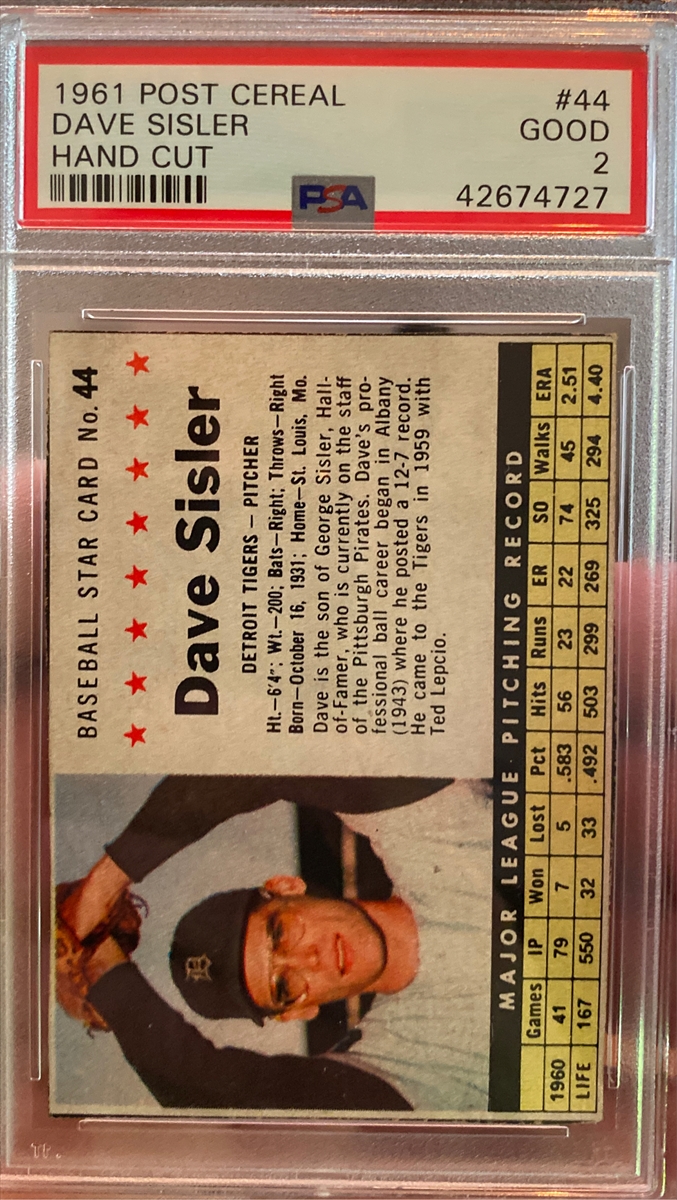 1961 POST CEREAL #44
DAVE SISLER GOOD
HAND CUT 2
PSA 42674727
BASEBALL STAR CARD No. 44
Dave Sisler
DETROIT TIGERS — PITCHER
Ht.—6'4"; Wt.—200; Bats—Right; Throws—Right
Born—October 16, 1931; Home—St. Louis, Mo.
Dave is the son of George Sisler, Hall-
of-Famer, who is currently on the staff
of the Pittsburgh Pirates. Dave's pro-
fessional ball career began in Albany
(1943) where he posted a 12-7 record.
He came to the Tigers in 1959 with
Ted Lepcio.
D
MAJOR LEAGUE PITCHING RECORD
Games IP Won Lost Pct Hits Runs ER SO Walks ERA
1960 41 79 7 5 .583 56 23 22 74 45 2.51
LIFE 167 550 32 33 .492 503 299 269 325 294 4.40